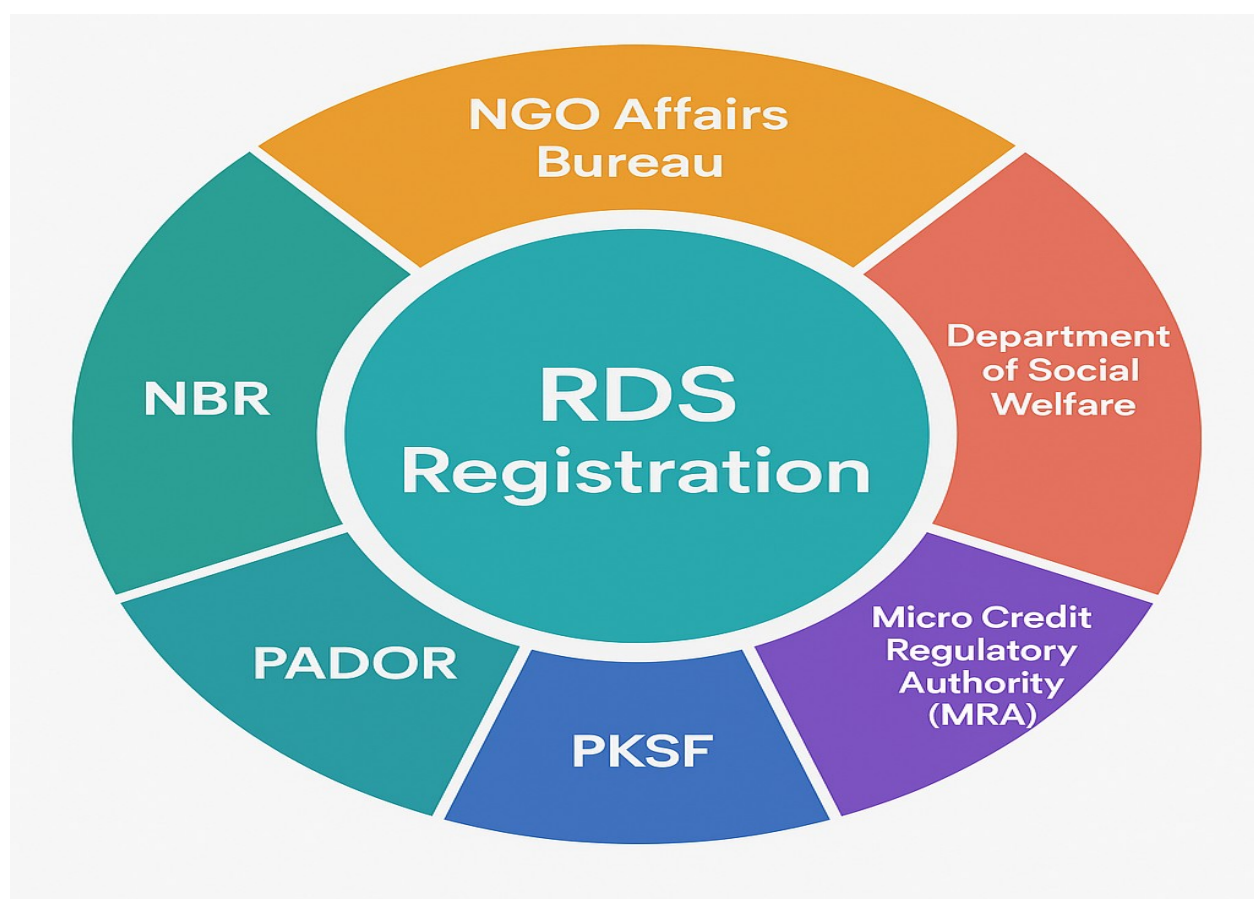 NGO Affairs
Bureau
Department
of Social
Welfare
Micro Credit
Regulatory
Authority
(MRA)
PKSF
PADOR
NBR
RDS
Registration